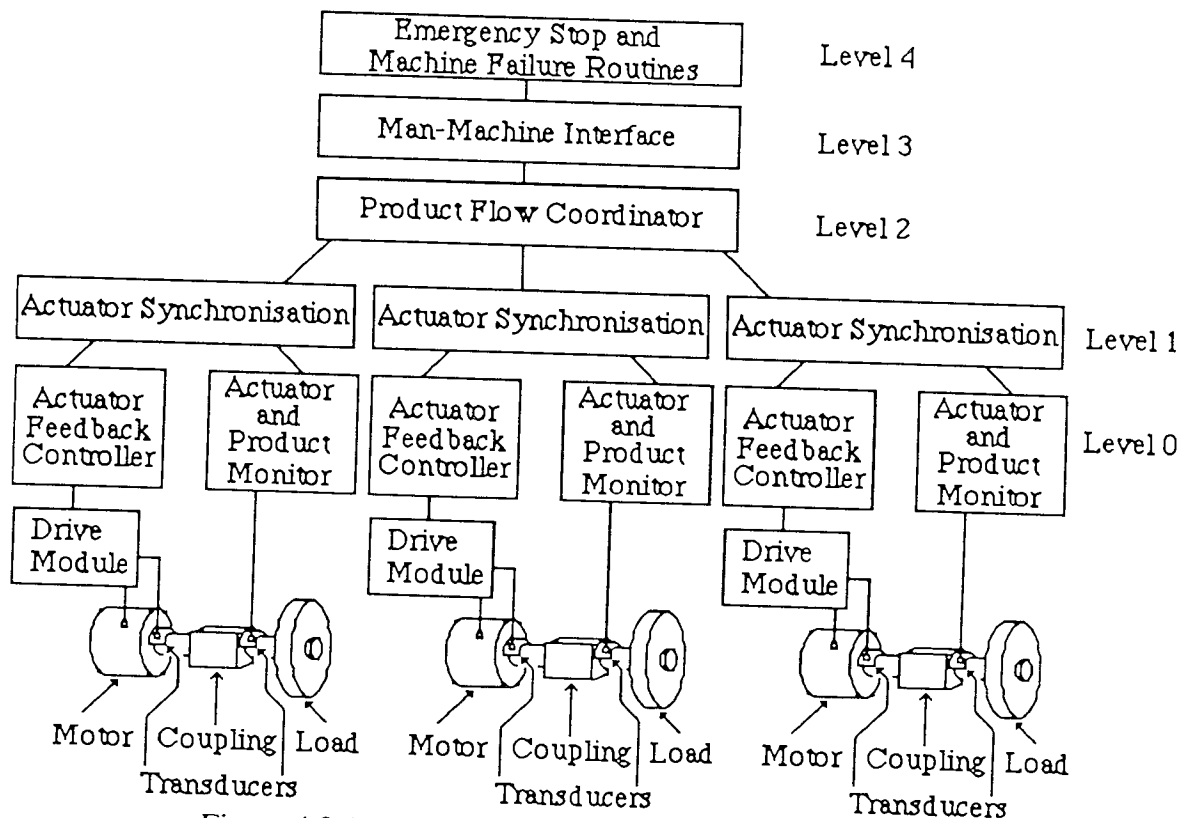 Emergency Stop and
Machine Failure Routines
Level 4
Man-Machine Interface
Level 3
Product Flow Coordinator
Level 2
Actuator Synchronisation
Actuator Synchronisation
Actuator Synchronisation
Level 1
Actuator
Feedback
Controller
Actuator
and
Product
Monitor
Actuator
Feedback
Controller
Actuator
and
Product
Monitor
Actuator
Feedback
Controller
Actuator
and
Product
Monitor
Level 0
Drive
Module
Drive
Module
Drive
Module
Motor
Coupling
Load
Transducers
Motor
Coupling
Load
Transducers
Motor
Coupling
Load
Transducers